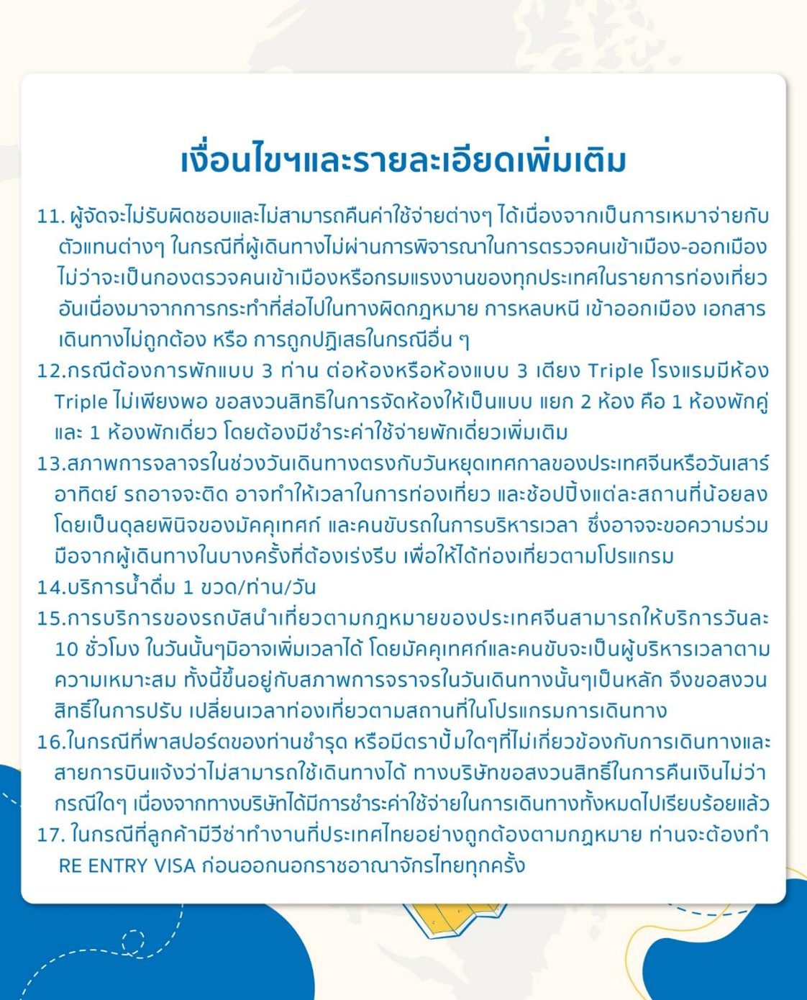 เงื่อนไขฯและรายละเอียดเพิ่มเติม
11. ผู้จัดจะไม่รับผิดชอบและไม่สามารถคืนค่าใช้จ่ายต่างๆ ได้เนื่องจากเป็นการเหมาจ่ายกับ
ตัวแทนต่างๆ ในกรณีที่ผู้เดินทางไม่ผ่านการพิจารณาในการตรวจคนเข้าเมือง-ออกเมือง
ไม่ว่าจะเป็นกองตรวจคนเข้าเมืองหรือกรมแรงงานของทุกประเทศในรายการท่องเที่ยว
อันเนื่องมาจากการกระทำที่ส่อไปในทางผิดกฎหมาย การหลบหนี เข้าออกเมือง เอกสาร
เดินทางไม่ถูกต้อง หรือ การถูกปฏิเสธในกรณีอื่น ๆ
12.กรณีต้องการพักแบบ 3 ท่าน ต่อห้องหรือห้องแบบ 3 เตียง Triple โรงแรมมีห้อง
Triple ไม่เพียงพอ ขอสงวนสิทธิในการจัดห้องให้เป็นแบบ แยก 2 ห้อง คือ 1 ห้องพักคู่
และ 1 ห้องพักเดี่ยว โดยต้องมีชำระค่าใช้จ่ายพักเดี่ยวเพิ่มเติม
13.สภาพการจลาจรในช่วงวันเดินทางตรงกับวันหยุดเทศกาลของประเทศจีนหรือวันเสาร์
อาทิตย์ รถอาจจะติด อาจทำให้เวลาในการท่องเที่ยว และช้อปปิ้งแต่ละสถานที่น้อยลง
โดยเป็นดุลยพินิจของมัคคุเทศก์ และคนขับรถในการบริหารเวลา ซึ่งอาจจะขอความร่วม
มือจากผู้เดินทางในบางครั้งที่ต้องเร่งรีบ เพื่อให้ได้ท่องเที่ยวตามโปรแกรม
14.บริการน้ำดื่ม 1 ขวด/ท่าน/วัน
15.การบริการของรถบัสนำเที่ยวตามกฎหมายของประเทศจีนสามารถให้บริการวันละ
10 ชั่วโมง ในวันนั้นๆมิอาจเพิ่มเวลาได้ โดยมัคคุเทศก์และคนขับจะเป็นผู้บริหารเวลาตาม
ความเหมาะสม ทั้งนี้ขึ้นอยู่กับสภาพการจราจรในวันเดินทางนั้นๆเป็นหลัก จึงขอสงวน
สิทธิ์ในการปรับ เปลี่ยนเวลาท่องเที่ยวตามสถานที่ในโปรแกรมการเดินทาง
16.ในกรณีที่พาสปอร์ตของท่านชำรุด หรือมีตราปั้มใดๆที่ไม่เกี่ยวข้องกับการเดินทางและ
สายการบินแจ้งว่าไม่สามารถใช้เดินทางได้ ทางบริษัทขอสงวนสิทธิ์ในการคืนเงินไม่ว่า
กรณีใดๆ เนื่องจากทางบริษัทได้มีการชำระค่าใช้จ่ายในการเดินทางทั้งหมดไปเรียบร้อยแล้ว
17. ในกรณีที่ลูกค้ามีวีซ่าทำงานที่ประเทศไทยอย่างถูกต้องตามกฏหมาย ท่านจะต้องทำ
RE ENTRY VISA ก่อนออกนอกราชอาณาจักรไทยทุกครั้ง